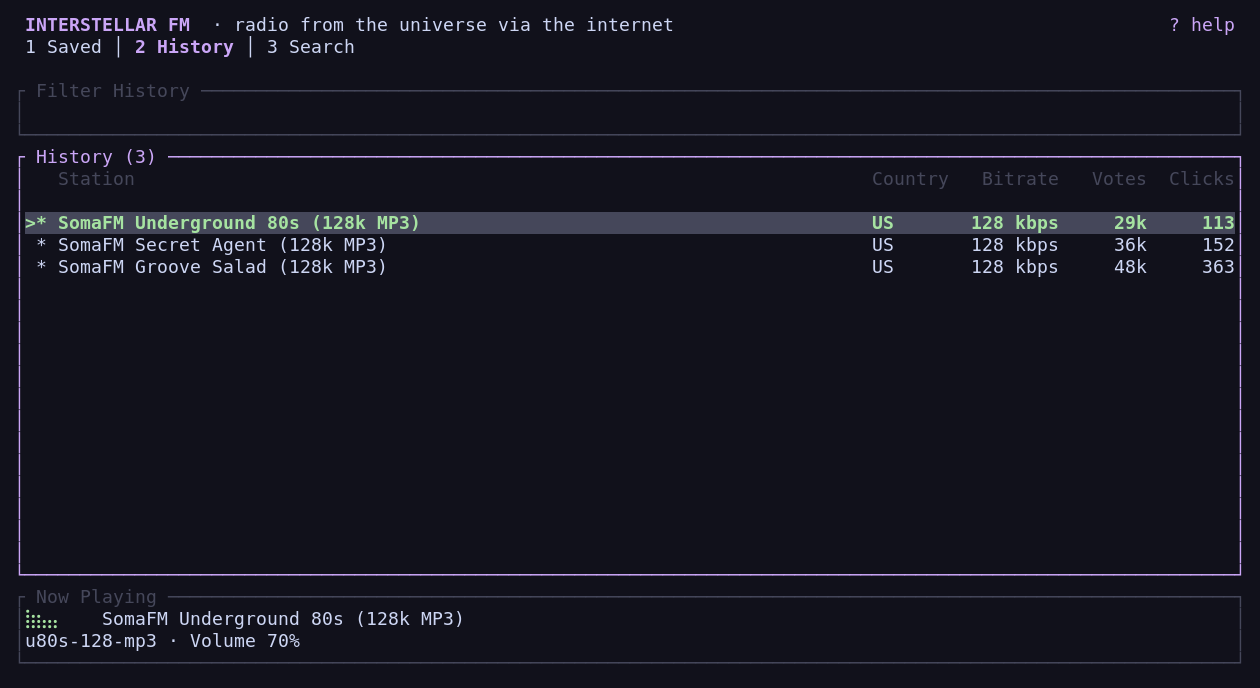 INTERSTELLAR FM · radio from the universe via the internet ? help
1 Saved │ 2 History │ 3 Search
Filter History
History (3)
Station Country Bitrate Votes Clicks
>* SomaFM Underground 80s (128k MP3) US 128 kbps 29k 113
* SomaFM Secret Agent (128k MP3) US 128 kbps 36k 152
* SomaFM Groove Salad (128k MP3) US 128 kbps 48k 363
Now Playing
SomaFM Underground 80s (128k MP3)
u80s-128-mp3 · Volume 70%